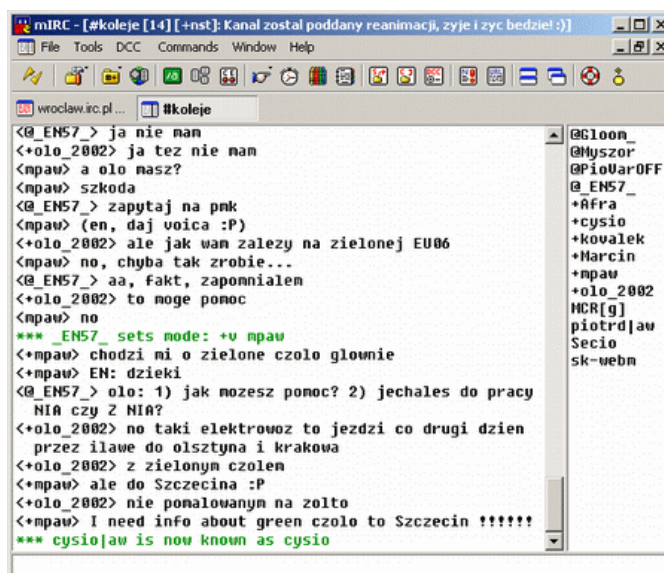 mIRC - [#koleje [14] [+nst]: Kanal zostal poddany reanimacji, zyje i zyc bedzie! :)]
File Tools DCC Commands Window Help
wroclaw.irc.pl ... #koleje
<@_EN57_> ja nie mam
<+olo_2002> ja tez nie mam
<mpaw> a olo masz?
<mpaw> szkoda
<@_EN57_> zapytaj na pmk
<mpaw> (en, daj voica :P)
<+olo_2002> ale jak wam zalezy na zielonej EU06
<mpaw> no, chyba tak zrobie...
<@_EN57_> aa, fakt, zapomnialem
<+olo_2002> to moge pomoc
<mpaw> no
*** _EN57_ sets mode: +v mpaw
<+mpaw> chodzi mi o zielone czolo glownie
<+mpaw> EN: dzieki
<@_EN57_> olo: 1) jak mozesz pomoc? 2) jechales do pracy
NIA czy Z NIA?
<+olo_2002> no taki elektrowoz to jezdzi co drugi dzien
przez ilawe do olsztyna i krakowa
<+olo_2002> z zielonym czolem
<+mpaw> ale do Szczecina :P
<+olo_2002> nie pomalowanym na zolto
<+mpaw> I need info about green czolo to Szczecin !!!!!!
*** cysio|aw is now known as cysio
@Gloom_
@Myszor
@PioVarOFF
@_EN57_
+Afra
+cysio
+kovalek
+Marcin
+mpaw
+olo_2002
MCR[g]
piotrd|aw
Secio
sk-webm